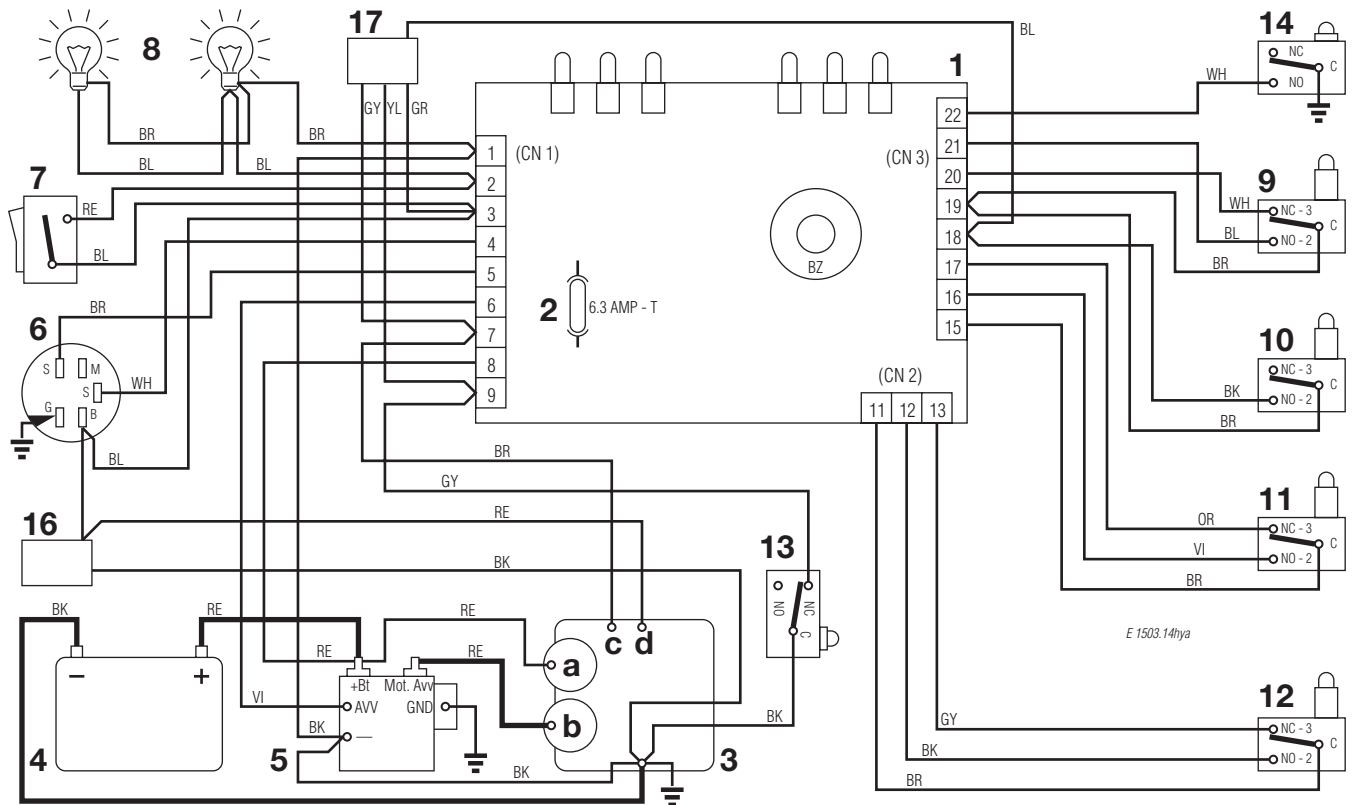 8
17
BL
14
NC
C
NO
WH
1
GY YL GR
BR
BR
BL
BL
22
21
20
19
18
17
16
15
(CN 3)
1
2
3
4
5
6
7
8
9
(CN 1)
7
RE
BL
9
WH
NC - 3
C
BL
NO - 2
BR
BZ
2
6.3 AMP - T
BR
6
S
M
S
WH
G
B
BL
10
NC - 3
C
BK
NO - 2
BR
(CN 2)
11 12 13
BR
GY
16
RE
BK
13
NO
NC
C
11
OR
NC - 3
C
VI
NO - 2
BR
E 1503.14hya
BK
RE
RE
c d
− +
RE
RE
a
+Bt
Mot. Avv
VI
AVV
GND
b
BK
—
BK
BK
4
5
3
12
GY
NC - 3
C
BK
NO - 2
BR